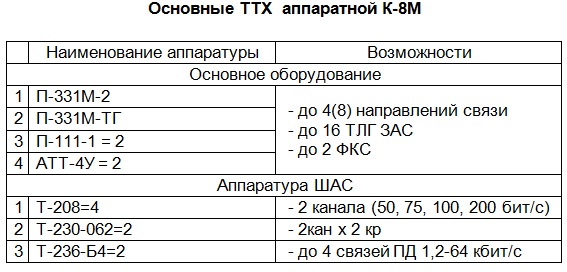 Основные ТТХ аппаратной К-8М
Наименование аппаратуры Возможности
Основное оборудование
1 П-331М-2
2 П-331М-ТГ
3 П-111-1 = 2
4 АТТ-4У = 2
- до 4(8) направлений связи
- до 16 ТЛГ ЗАС
- до 2 ФКС
Аппаратура ШАС
1 Т-208=4 - 2 канала (50, 75, 100, 200 бит/с)
2 Т-230-062=2 - 2кан х 2 кр
3 Т-236-Б4=2 - до 4 связей ПД 1,2-64 кбит/с